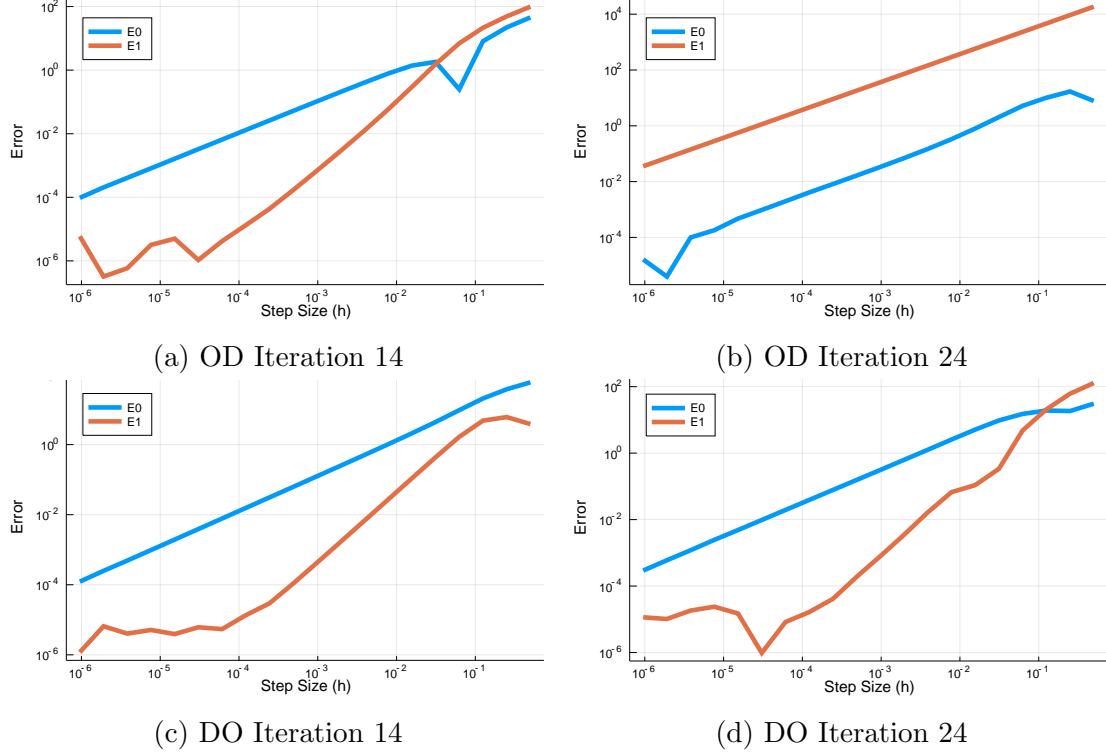 10^2
10^0
10^-2
10^-4
10^-6
Error
E0
E1
10^-6 10^-5 10^-4 10^-3 10^-2 10^-1
Step Size (h)
(a) OD Iteration 14
10^4
10^2
10^0
10^-2
10^-4
Error
E0
E1
10^-6 10^-5 10^-4 10^-3 10^-2 10^-1
Step Size (h)
(b) OD Iteration 24
10^0
10^-2
10^-4
10^-6
Error
E0
E1
10^-6 10^-5 10^-4 10^-3 10^-2 10^-1
Step Size (h)
(c) DO Iteration 14
10^2
10^0
10^-2
10^-4
10^-6
Error
E0
E1
10^-6 10^-5 10^-4 10^-3 10^-2 10^-1
Step Size (h)
(d) DO Iteration 24